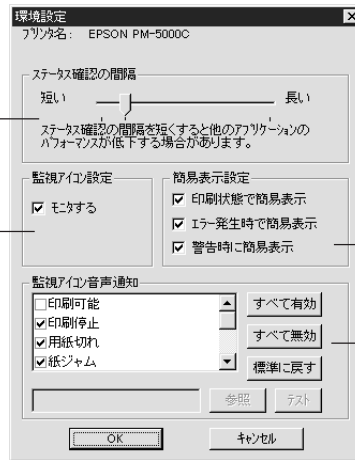 環境設定
プリンタ名: EPSON PM-5000C
ステータス確認の間隔
短い 長い
ステータス確認の間隔を短くすると他のアプリケーションの
パフォーマンスが低下する場合があります。
監視アイコン設定
モニタする
簡易表示設定
印刷状態で簡易表示
エラー発生時で簡易表示
警告時に簡易表示
監視アイコン音声通知
印刷可能
印刷停止
用紙切れ
紙ジャム
すべて有効
すべて無効
標準に戻す
参照 テスト
OK キャンセル